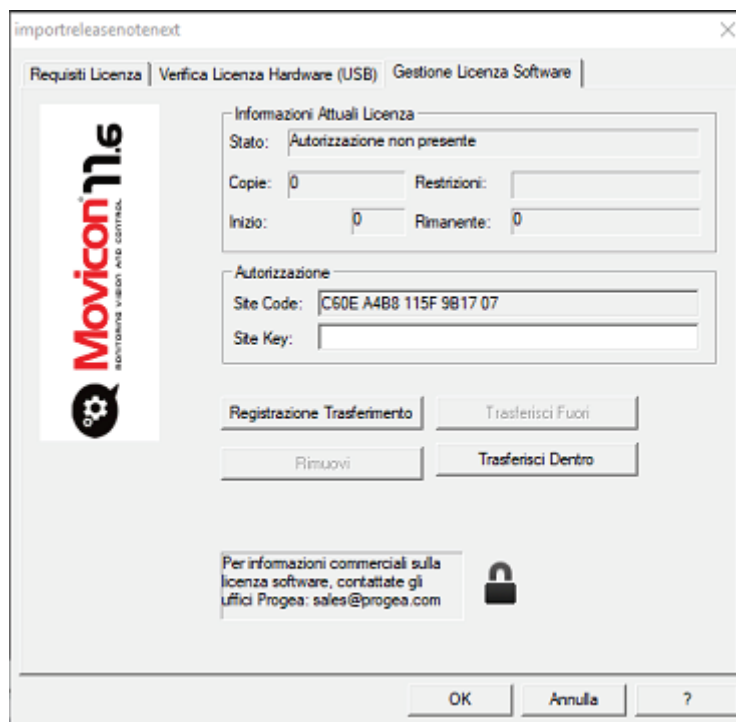 importreleasenotenext
Requisiti Licenza
Verifica Licenza Hardware (USB)
Gestione Licenza Software
Movicon 11.6
MONITORING VISION AND CONTROL
Informazioni Attuali Licenza
Stato: Autorizzazione non presente
Copie: 0 Restrizioni:
Inizio: 0 Rimanente: 0
Autorizzazione
Site Code: C60E A4B8 115F 9B17 07
Site Key:
Registrazione Trasferimento
Trasferisci Fuori
Rimuovi
Trasferisci Dentro
Per informazioni commerciali sulla
licenza software, contattate gli
uffici Progea: sales@progea.com
OK
Annulla
?